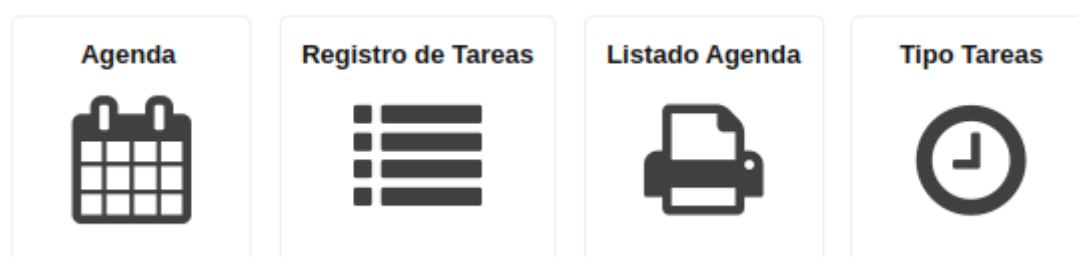 Agenda
Registro de Tareas
Listado Agenda
Tipo Tareas